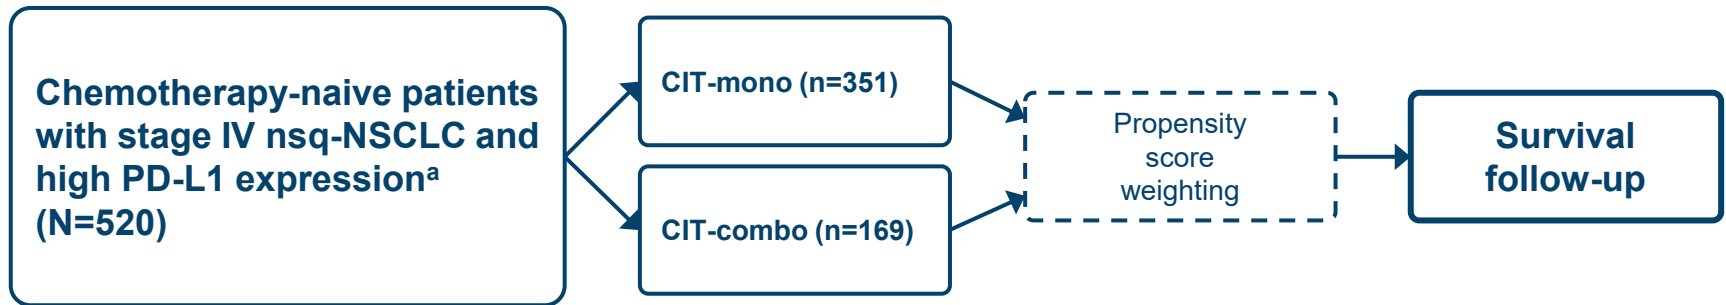 Chemotherapy-naive patients
with stage IV nsq-NSCLC and
high PD-L1 expressionᵃ
(N=520)
CIT-mono (n=351)
CIT-combo (n=169)
Propensity
score
weighting
Survival
follow-up